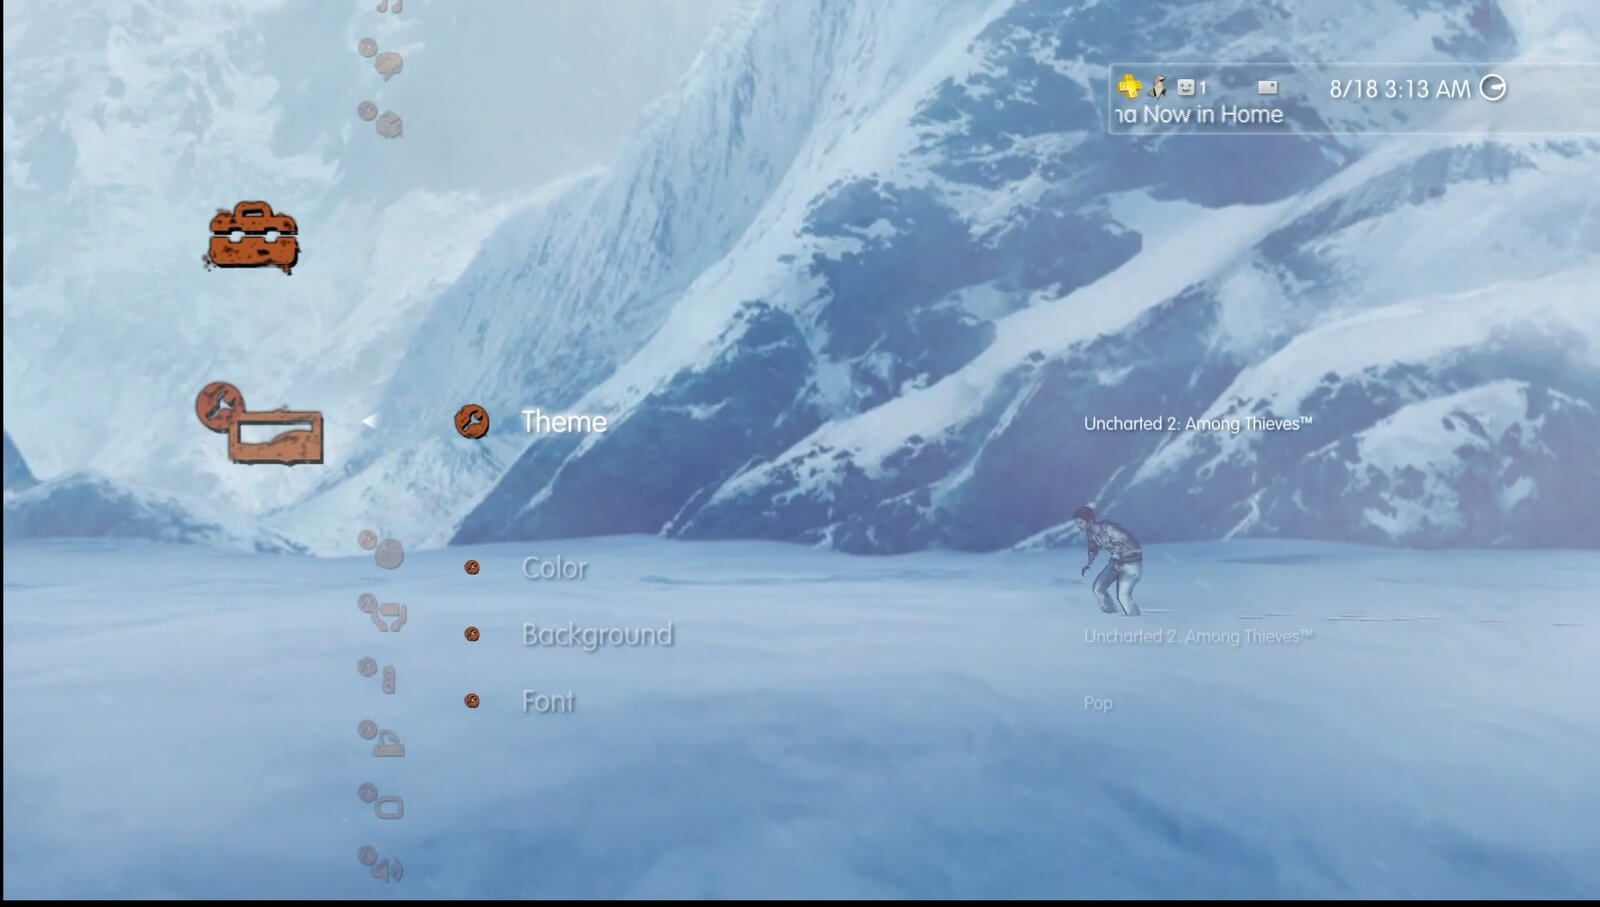 1
8/18 3:13 AM
Now in Home
Theme
Uncharted 2: Among Thieves™
Color
Background
Uncharted 2: Among Thieves™
Font
Pop